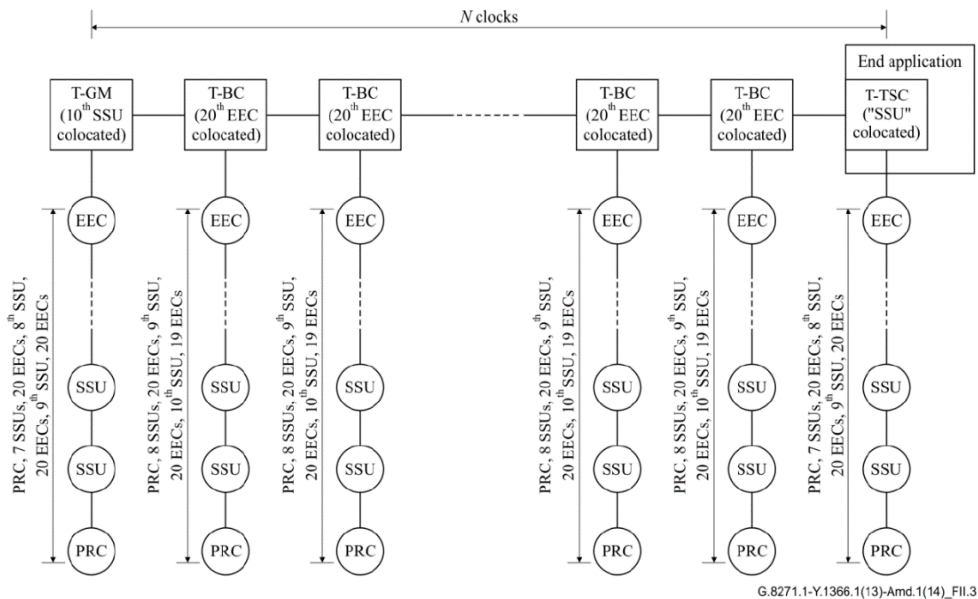 N clocks
End application
T-GM
(10th SSU
colocated)
T-BC
(20th EEC
colocated)
T-BC
(20th EEC
colocated)
T-BC
(20th EEC
colocated)
T-BC
(20th EEC
colocated)
T-TSC
("SSU"
colocated)
EEC
EEC
EEC
EEC
EEC
EEC
PRC, 7 SSUs, 20 EECs, 8th SSU,
20 EECs, 9th SSU, 20 EECs
PRC, 8 SSUs, 20 EECs, 9th SSU,
20 EECs, 10th SSU, 19 EECs
PRC, 8 SSUs, 20 EECs, 9th SSU,
20 EECs, 10th SSU, 19 EECs
PRC, 8 SSUs, 20 EECs, 9th SSU,
20 EECs, 10th SSU, 19 EECs
PRC, 8 SSUs, 20 EECs, 9th SSU,
20 EECs, 10th SSU, 19 EECs
PRC, 7 SSUs, 20 EECs, 8th SSU,
20 EECs, 9th SSU, 20 EECs
SSU
SSU
SSU
SSU
SSU
SSU
SSU
SSU
SSU
SSU
SSU
SSU
PRC
PRC
PRC
PRC
PRC
PRC
G.8271.1-Y.1366.1(13)-Amd.1(14)_FII.3